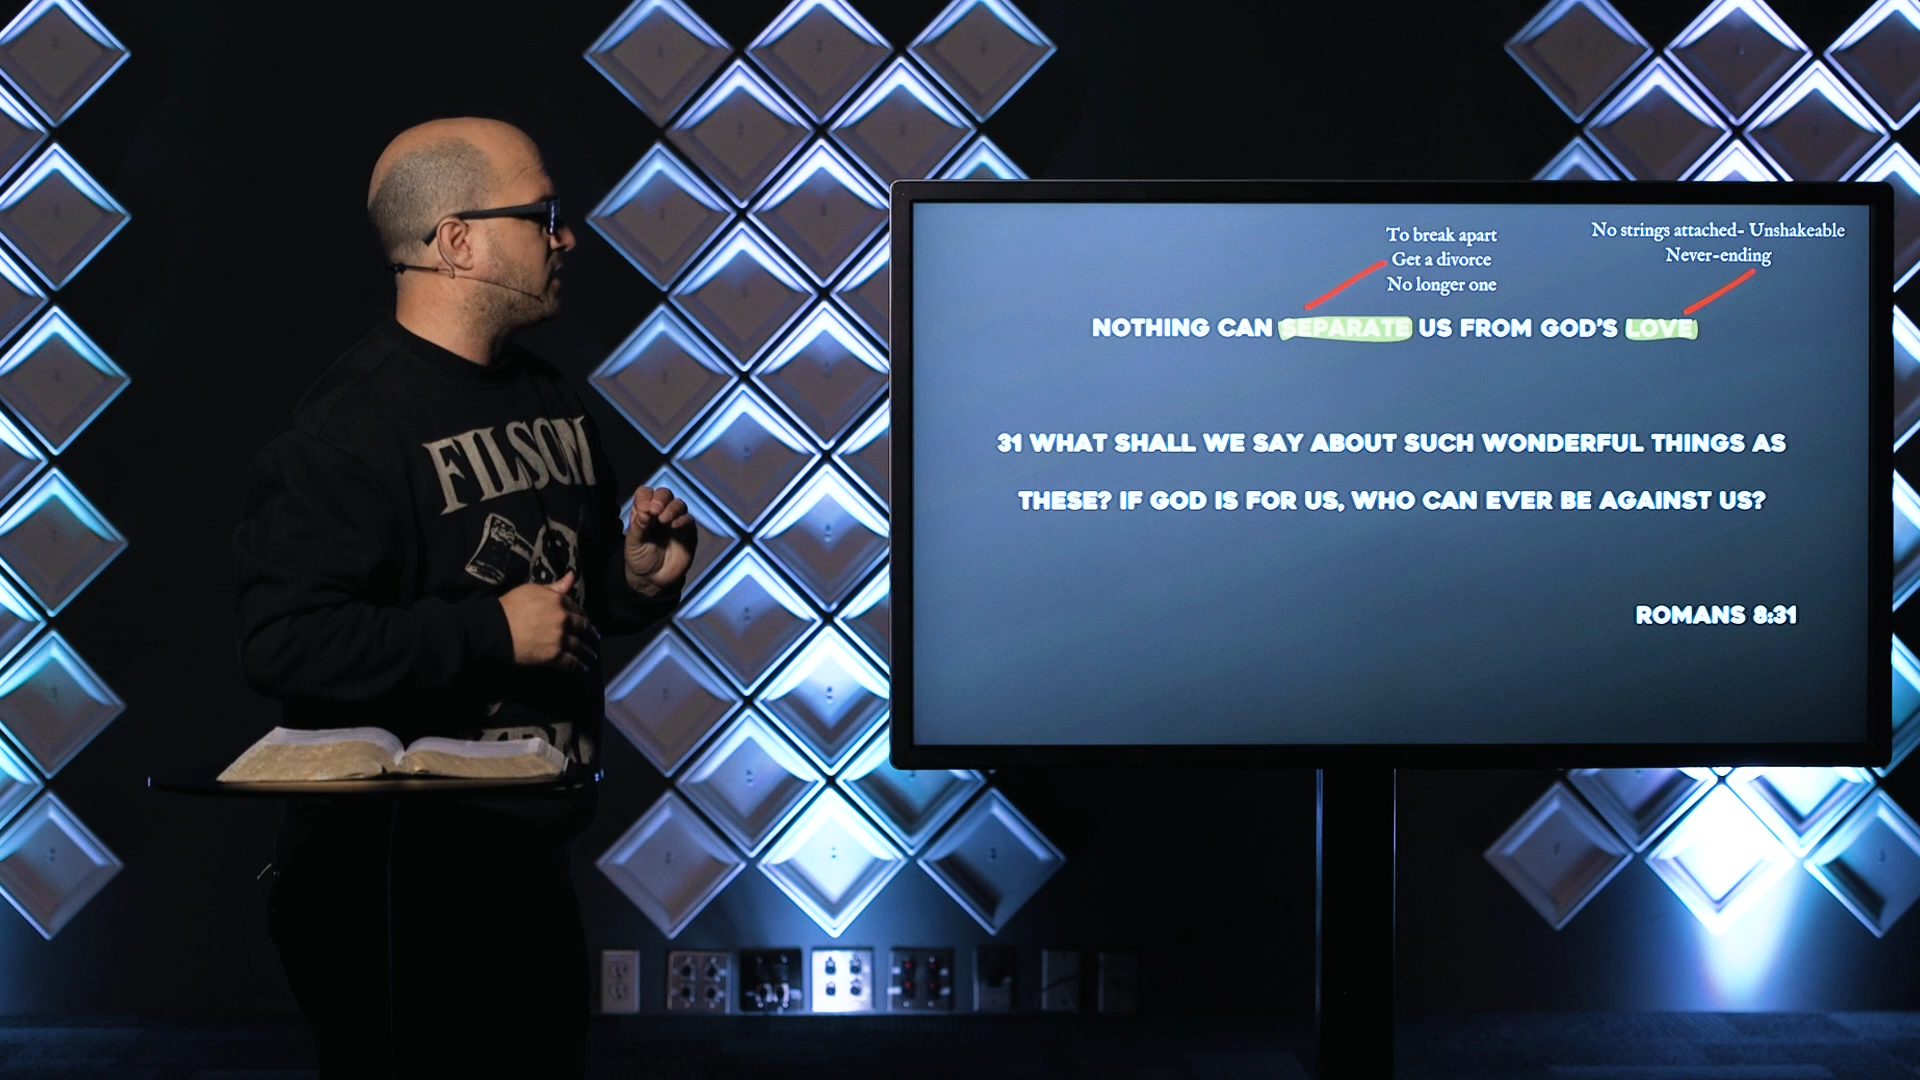 FILSON
To break apart
Get a divorce
No longer one
No strings attached- Unshakeable
Never-ending
NOTHING CAN SEPARATE US FROM GOD'S LOVE
31 WHAT SHALL WE SAY ABOUT SUCH WONDERFUL THINGS AS
THESE? IF GOD IS FOR US, WHO CAN EVER BE AGAINST US?
ROMANS 8:31